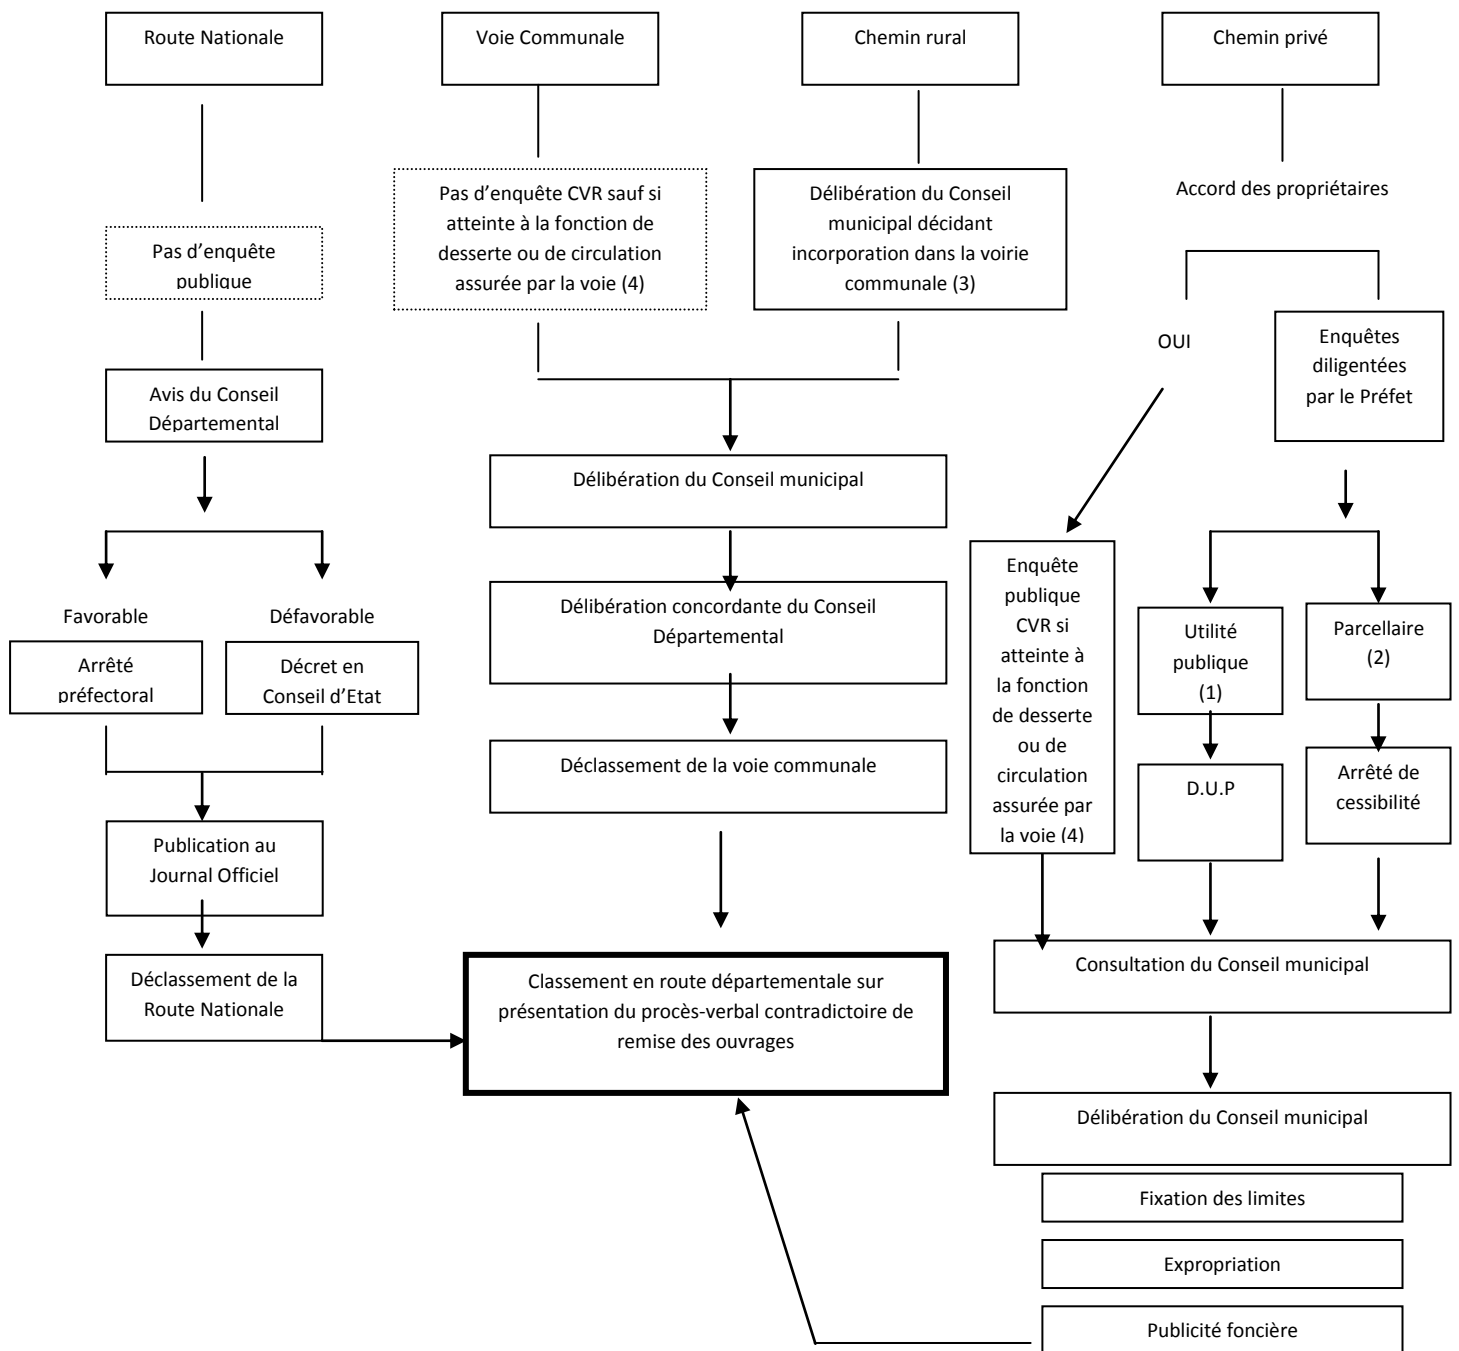 Route Nationale
Voie Communale
Chemin rural
Chemin privé
Pas d'enquête
publique
Pas d'enquête CVR sauf si
atteinte à la fonction de
desserte ou de circulation
assurée par la voie (4)
Délibération du Conseil
municipal décidant
incorporation dans la voirie
communale (3)
Accord des propriétaires
OUI
Enquêtes
diligentées
par le Préfet
Avis du Conseil
Départemental
Délibération du Conseil municipal
Favorable
Défavorable
Arrêté
préfectoral
Décret en
Conseil d'Etat
Délibération concordante du Conseil
Départemental
Enquête
publique
CVR si
atteinte à
la fonction
de desserte
ou de
circulation
assurée par
la voie (4)
Utilité
publique
(1)
Parcellaire
(2)
Déclassement de la voie communale
D.U.P
Arrêté de
cessibilité
Publication au
Journal Officiel
Déclassement de la
Route Nationale
Classement en route départementale sur
présentation du procès-verbal contradictoire de
remise des ouvrages
Consultation du Conseil municipal
Délibération du Conseil municipal
Fixation des limites
Expropriation
Publicité foncière